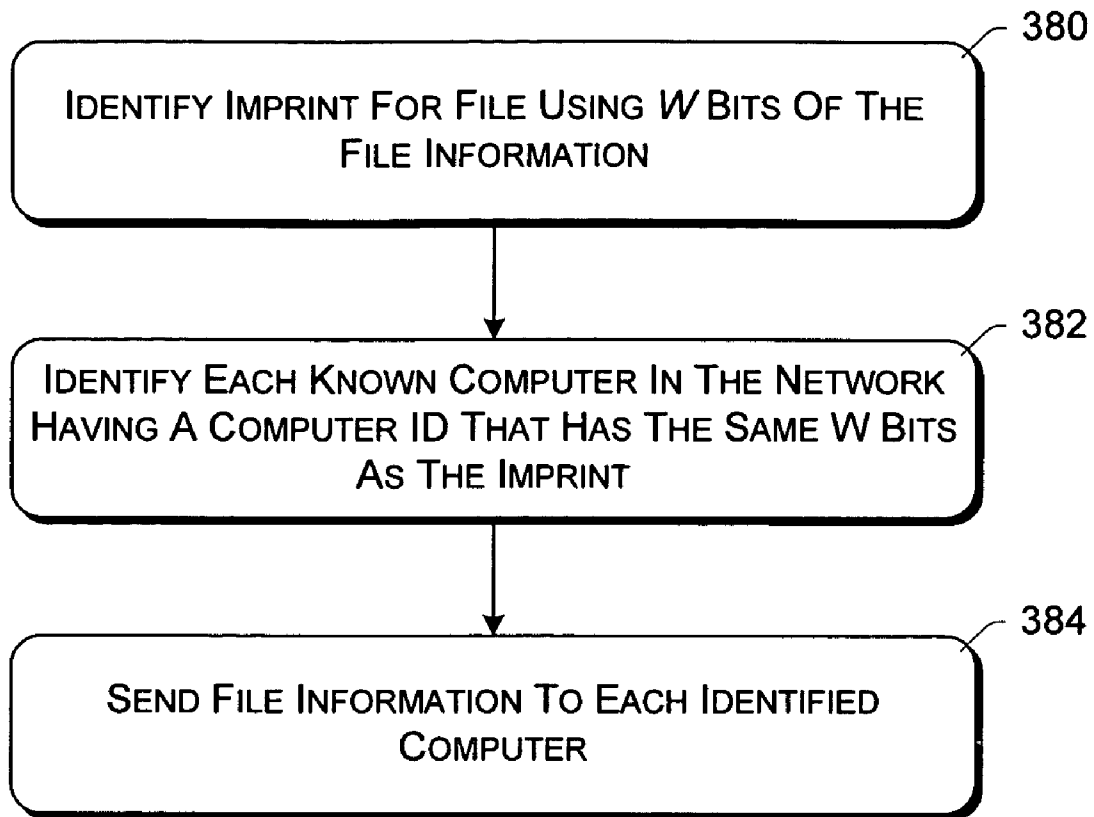 380
IDENTIFY IMPRINT FOR FILE USING W BITS OF THE
FILE INFORMATION
382
IDENTIFY EACH KNOWN COMPUTER IN THE NETWORK
HAVING A COMPUTER ID THAT HAS THE SAME W BITS
AS THE IMPRINT
384
SEND FILE INFORMATION TO EACH IDENTIFIED
COMPUTER